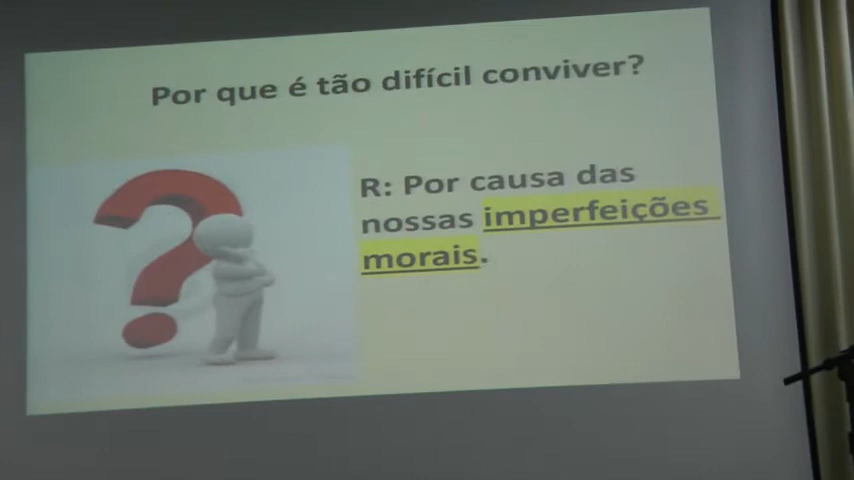 Por que é tão difícil conviver?
R: Por causa das
nossas imperfeições
morais.